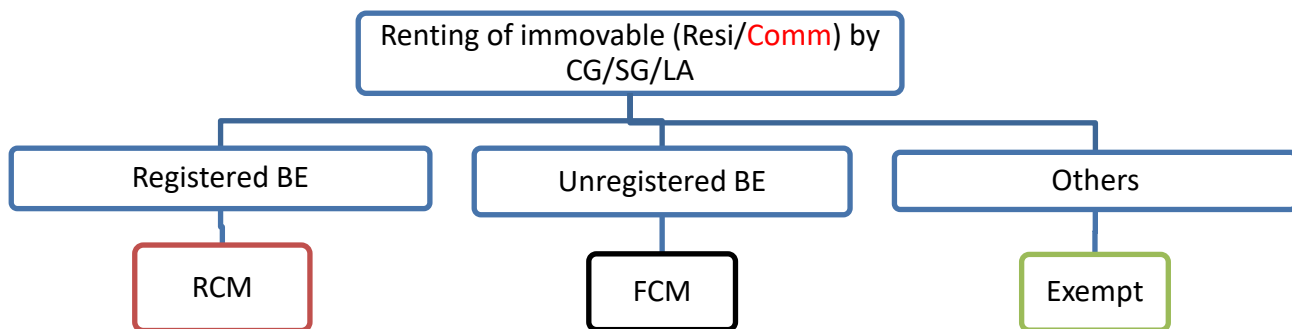 Renting of immovable (Resi/Comm) by
CG/SG/LA
Registered BE
Unregistered BE
Others
RCM
FCM
Exempt